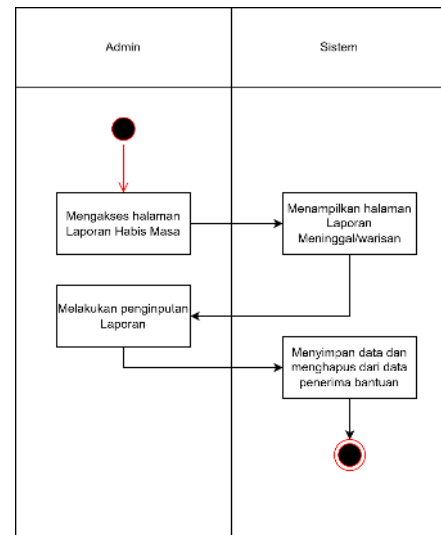 Admin
Sistem
Mengakses halaman
Laporan Habis Masa
Menampilkan halaman
Laporan
Meninggal/warisan
Melakukan penginputan
Laporan
Menyimpan data dan
menghapus dari data
penerima bantuan